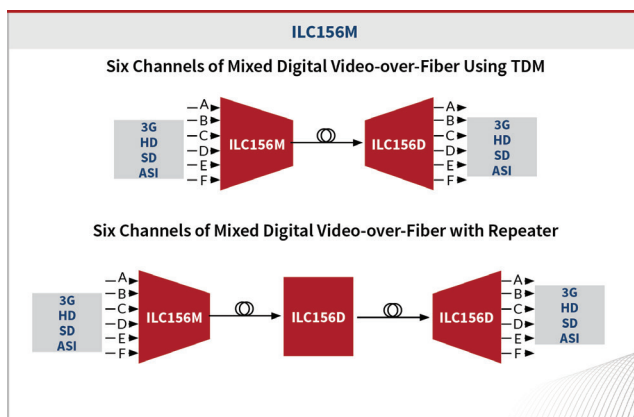 ILC156M
Six Channels of Mixed Digital Video-over-Fiber Using TDM
3G
HD
SD
ASI
A
B
C
D
E
F
ILC156M
ILC156D
A
B
C
D
E
F
3G
HD
SD
ASI
Six Channels of Mixed Digital Video-over-Fiber with Repeater
3G
HD
SD
ASI
A
B
C
D
E
F
ILC156M
ILC156D
ILC156D
A
B
C
D
E
F
3G
HD
SD
ASI